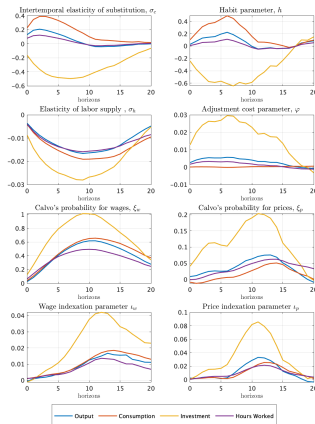 Intertemporal elasticity of substitution, σc
Habit parameter, h
0.6
0.4
0.2
0
-0.2
-0.4
-0.6
0 5 10 15 20
horizons
0.4
0.2
0
-0.2
-0.4
-0.6
0 5 10 15 20
horizons
Elasticity of labor supply , σh
Adjustment cost parameter, φ
0
-0.01
-0.02
-0.03
0 5 10 15 20
horizons
0.03
0.02
0.01
0
-0.01
0 5 10 15 20
horizons
Calvo's probability for wages, ξw
Calvo's probability for prices, ξp
1
0.8
0.6
0.4
0.2
0
0 5 10 15 20
horizons
0.2
0.15
0.1
0.05
0
0 5 10 15 20
horizons
Wage indexation parameter ιw
Price indexation parameter ιp
0.04
0.03
0.02
0.01
0
0 5 10 15 20
horizons
0.1
0.08
0.06
0.04
0.02
0
0 5 10 15 20
horizons
Output Consumption Investment Hours Worked